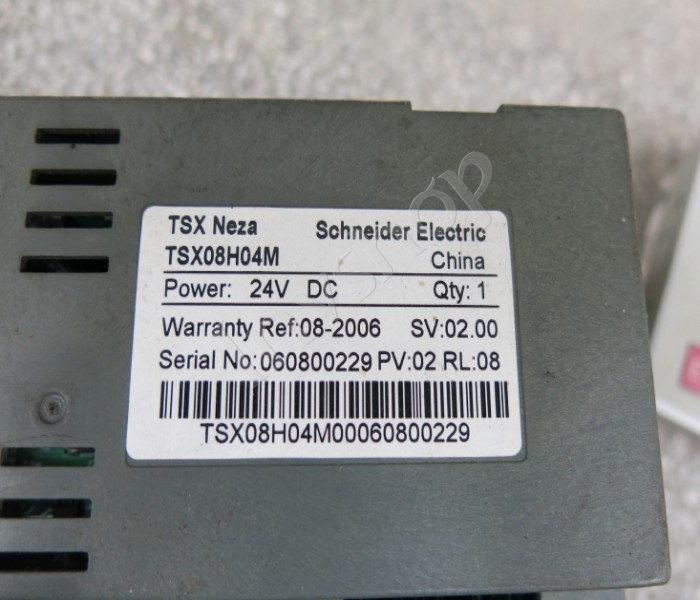 TSX Neza Schneider Electric
TSX08H04M China
Power: 24V DC Qty: 1
Warranty Ref:08-2006 SV:02.00
Serial No:060800229 PV:02 RL:08
TSX08H04M00060800229